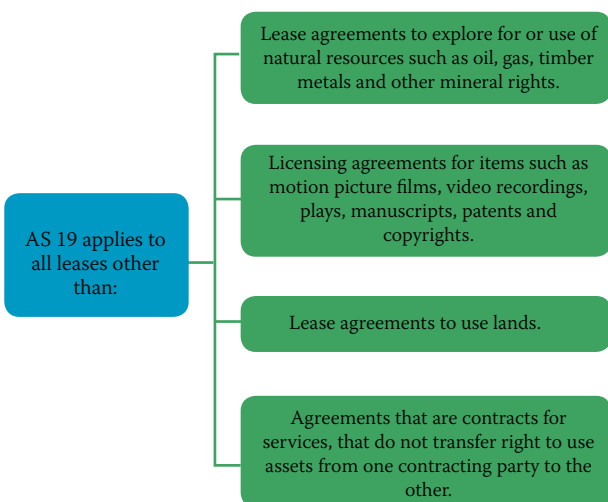 AS 19 applies to
all leases other
than:
Lease agreements to explore for or use of
natural resources such as oil, gas, timber
metals and other mineral rights.
Licensing agreements for items such as
motion picture films, video recordings,
plays, manuscripts, patents and
copyrights.
Lease agreements to use lands.
Agreements that are contracts for
services, that do not transfer right to use
assets from one contracting party to the
other.